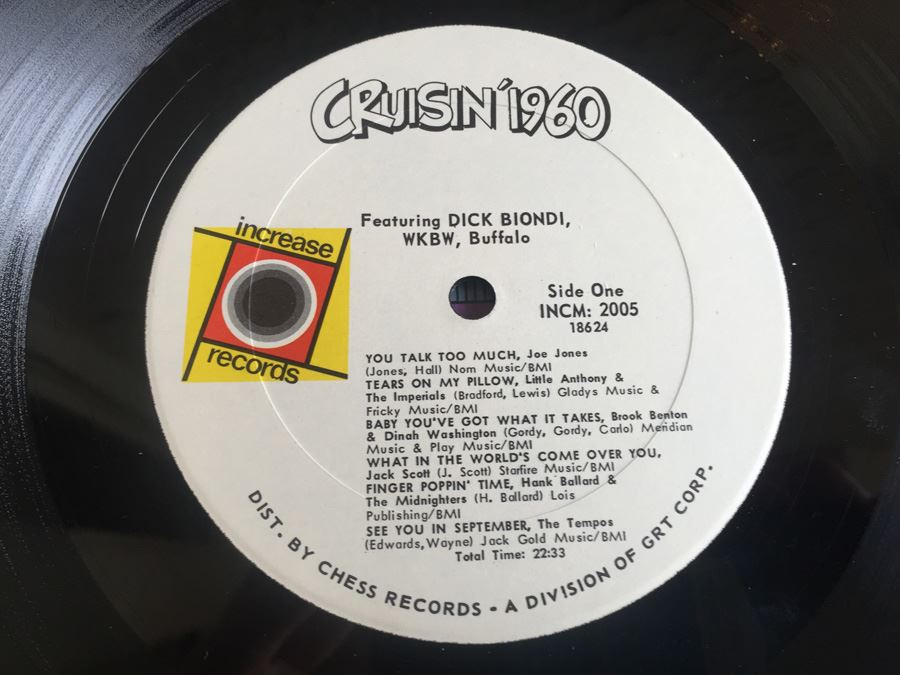 CRUISIN' 1960
increase
records
Featuring DICK BIONDI,
WKBW, Buffalo
Side One
INCM: 2005
18624
YOU TALK TOO MUCH, Joe Jones
(Jones, Hall) Nom Music/BMI
TEARS ON MY PILLOW, Little Anthony &
The Imperials (Bradford, Lewis) Gladys Music &
Fricky Music/BMI
BABY YOU'VE GOT WHAT IT TAKES, Brook Benton
& Dinah Washington (Gordy, Gordy, Carlo) Meridian
Music & Play Music/BMI
WHAT IN THE WORLD'S COME OVER YOU,
Jack Scott (J. Scott) Starfire Music/BMI
FINGER POPPIN' TIME, Hank Ballard &
The Midnighters (H. Ballard) Lois
Publishing/BMI
SEE YOU IN SEPTEMBER, The Tempos
(Edwards, Wayne) Jack Gold Music/BMI
Total Time: 22:33
DIST. BY CHESS RECORDS - A DIVISION OF GRT CORP.